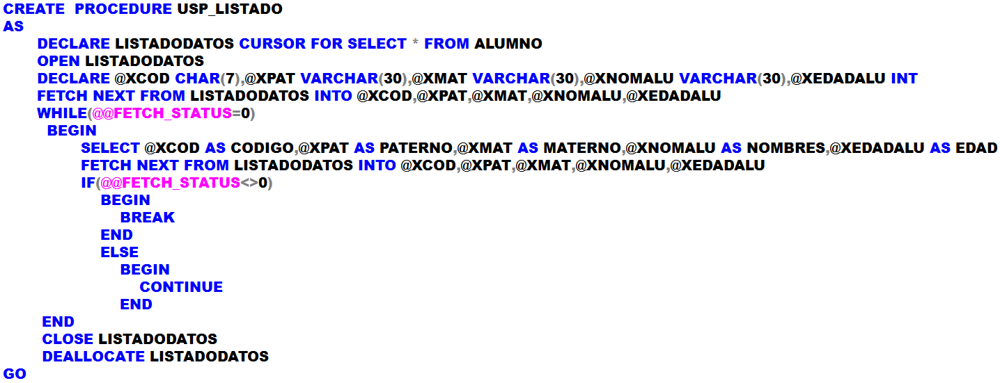 CREATE  PROCEDURE USP_LISTADO
AS
DECLARE LISTADODATOS CURSOR FOR SELECT * FROM ALUMNO
OPEN LISTADODATOS
DECLARE @XCOD CHAR(7),@XPAT VARCHAR(30),@XMAT VARCHAR(30),@XNOMALU VARCHAR(30),@XEDADALU INT
FETCH NEXT FROM LISTADODATOS INTO @XCOD,@XPAT,@XMAT,@XNOMALU,@XEDADALU
WHILE(@@FETCH_STATUS=0)
BEGIN
SELECT @XCOD AS CODIGO,@XPAT AS PATERNO,@XMAT AS MATERNO,@XNOMALU AS NOMBRES,@XEDADALU AS EDAD
FETCH NEXT FROM LISTADODATOS INTO @XCOD,@XPAT,@XMAT,@XNOMALU,@XEDADALU
IF(@@FETCH_STATUS<>0)
BEGIN
BREAK
END
ELSE
BEGIN
CONTINUE
END
END
CLOSE LISTADODATOS
DEALLOCATE LISTADODATOS
GO